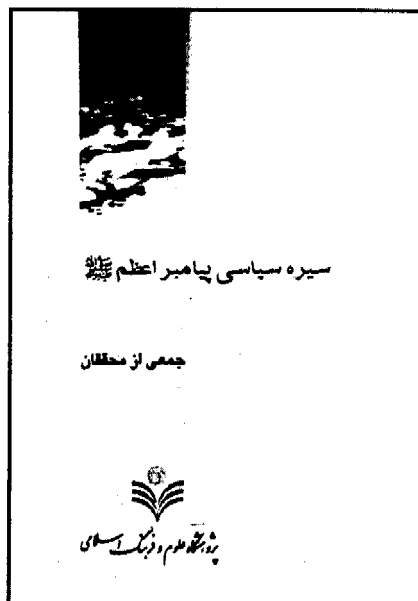 سیره سیاسی پیامبر اعظم ﷺ
جمعی از محققان
پژوهشگاه علوم و فرهنگ اسلامی